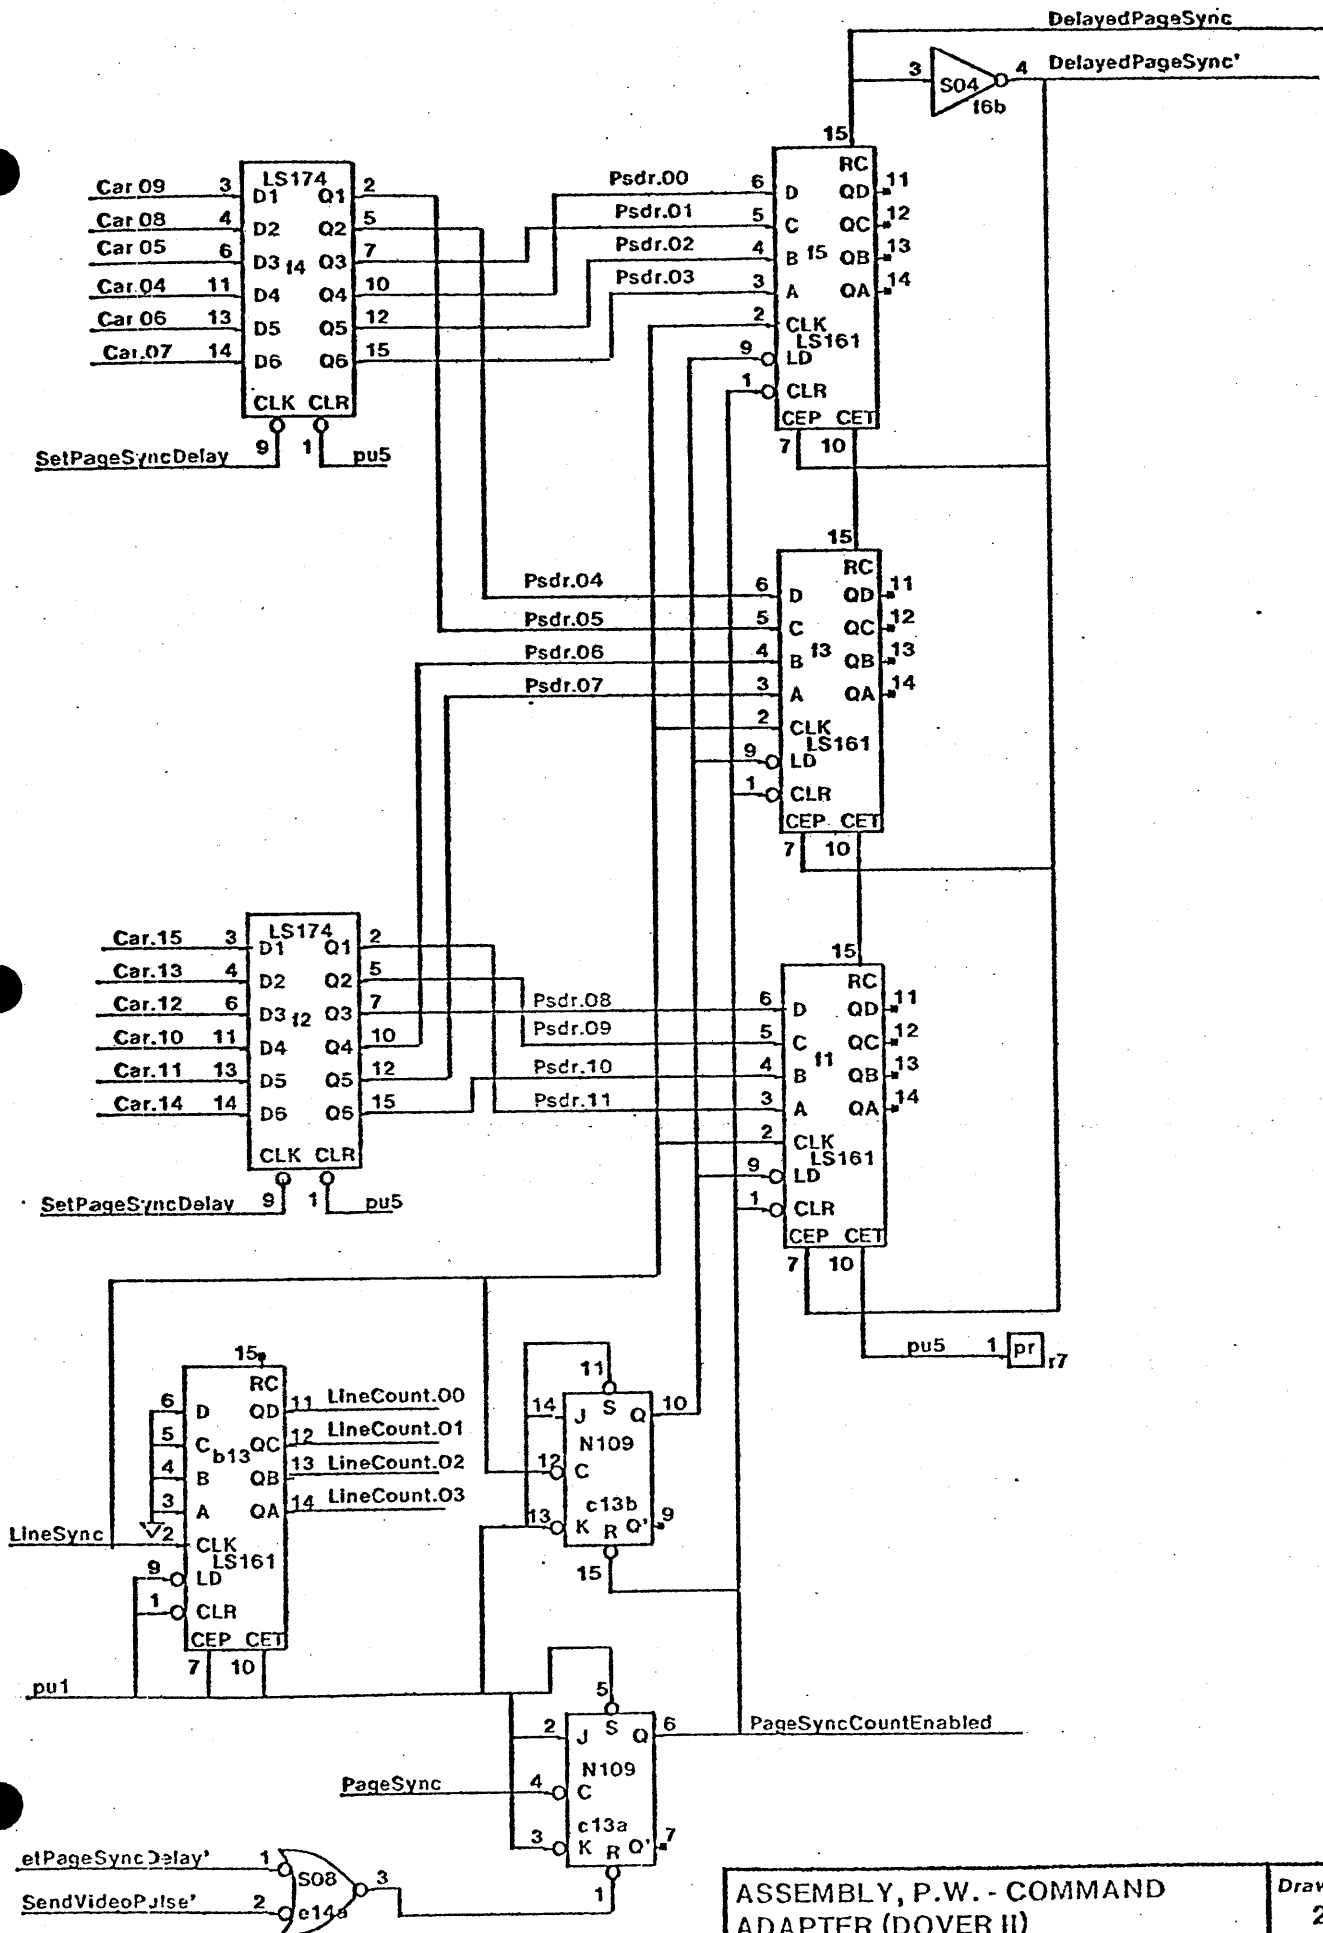 DelayedPageSync
3 S04 4 DelayedPageSync'
f6b
15
LS174
Car 09 3 D1 Q1 2
Car 08 4 D2 Q2 5
Car 05 6 D3 f4 Q3 7
Car.04 11 D4 Q4 10
Car 06 13 D5 Q5 12
Car.07 14 D6 Q6 15
CLK CLR
SetPageSyncDelay 9 1 pu5
RC
Psdr.00 6 D QD 11
Psdr.01 5 C QC 12
Psdr.02 4 B f5 QB 13
Psdr.03 3 A QA 14
2 CLK
LS161
9 LD
1 CLR
CEP CET
7 10
15
RC
Psdr.04 6 D QD 11
Psdr.05 5 C QC 12
Psdr.06 4 B f3 QB 13
Psdr.07 3 A QA 14
2 CLK
LS161
9 LD
1 CLR
CEP CET
7 10
LS174
Car.15 3 D1 Q1 2
Car.13 4 D2 Q2 5
Car.12 6 D3 f2 Q3 7
Car.10 11 D4 Q4 10
Car.11 13 D5 Q5 12
Car.14 14 D6 Q6 15
CLK CLR
SetPageSyncDelay 9 1 pu5
15
RC
Psdr.08 6 D QD 11
Psdr.09 5 C QC 12
Psdr.10 4 B f1 QB 13
Psdr.11 3 A QA 14
2 CLK
LS161
9 LD
1 CLR
CEP CET
7 10
pu5 1 pr r7
15
RC
6 D QD 11 LineCount.00
5 C b13 QC 12 LineCount.01
4 B QB 13 LineCount.02
3 A QA 14 LineCount.03
LineSync 2 CLK
LS161
9 LD
1 CLR
CEP CET
7 10
pu1
11
14 J S Q 10
N109
12 C
c13b
13 K R Q' 9
15
5
2 J S Q 6 PageSyncCountEnabled
N109
PageSync 4 C
c13a
3 K R Q' 7
1
etPageSyncDelay' 1 S08 3
SendVideoPulse' 2 e14a
ASSEMBLY, P.W. - COMMAND
ADAPTER (DOVER II)
Draw
2